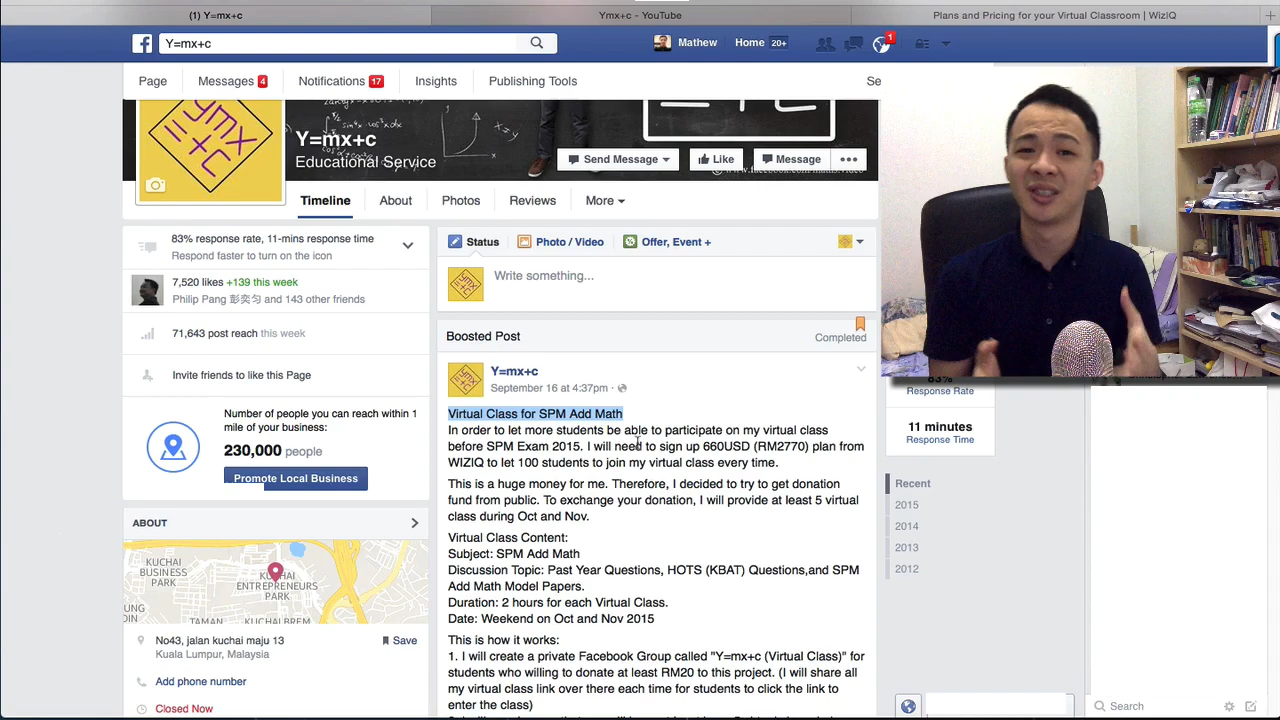 (1) Y=mx+c
Ymx+c - YouTube
Plans and Pricing for your Virtual Classroom | WizIQ
Y=mx+c
Mathew
Home 20+
1
Page
Messages 4
Notifications 17
Insights
Publishing Tools
Se
ymx
=+c
Y=mx+c
Educational Service
Send Message
Like
Message
www.facebook.com/maths.video
Timeline
About
Photos
Reviews
More
83% response rate, 11-mins response time
Respond faster to turn on the icon
7,520 likes +139 this week
Philip Pang 彭奕匀 and 143 other friends
71,643 post reach this week
Invite friends to like this Page
Number of people you can reach within 1
mile of your business:
230,000 people
Promote Local Business
ABOUT
KUCHAI
BUSINESS
PARK
KUCHAI
ENTREPRENEURS
PARK
TAMAN
KUCHAI BREM
No43, jalan kuchai maju 13
Kuala Lumpur, Malaysia
Save
Add phone number
Closed Now
Status
Photo / Video
Offer, Event +
Write something...
Boosted Post
Completed
Y=mx+c
September 16 at 4:37pm
Virtual Class for SPM Add Math
In order to let more students be able to participate on my virtual class
before SPM Exam 2015. I will need to sign up 660USD (RM2770) plan from
WIZIQ to let 100 students to join my virtual class every time.
This is a huge money for me. Therefore, I decided to try to get donation
fund from public. To exchange your donation, I will provide at least 5 virtual
class during Oct and Nov.
Virtual Class Content:
Subject: SPM Add Math
Discussion Topic: Past Year Questions, HOTS (KBAT) Questions,and SPM
Add Math Model Papers.
Duration: 2 hours for each Virtual Class.
Date: Weekend on Oct and Nov 2015
This is how it works:
1. I will create a private Facebook Group called "Y=mx+c (Virtual Class)" for
students who willing to donate at least RM20 to this project. (I will share all
my virtual class link over there each time for students to click the link to
enter the class)
83%
Response Rate
11 minutes
Response Time
Recent
2015
2014
2013
2012
Search